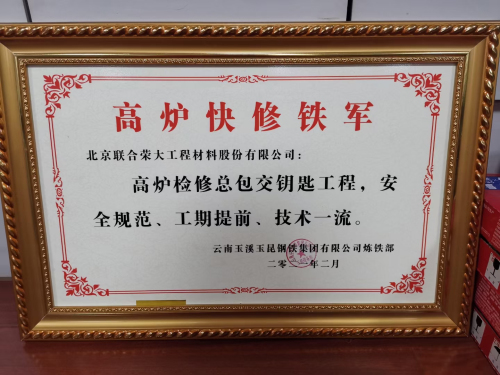 高炉快修铁军
北京联合荣大工程材料股份有限公司：
高炉检修总包交钥匙工程，安
全规范、工期提前、技术一流。
云南玉溪玉昆钢铁集团有限公司炼铁部
二零二 年二月